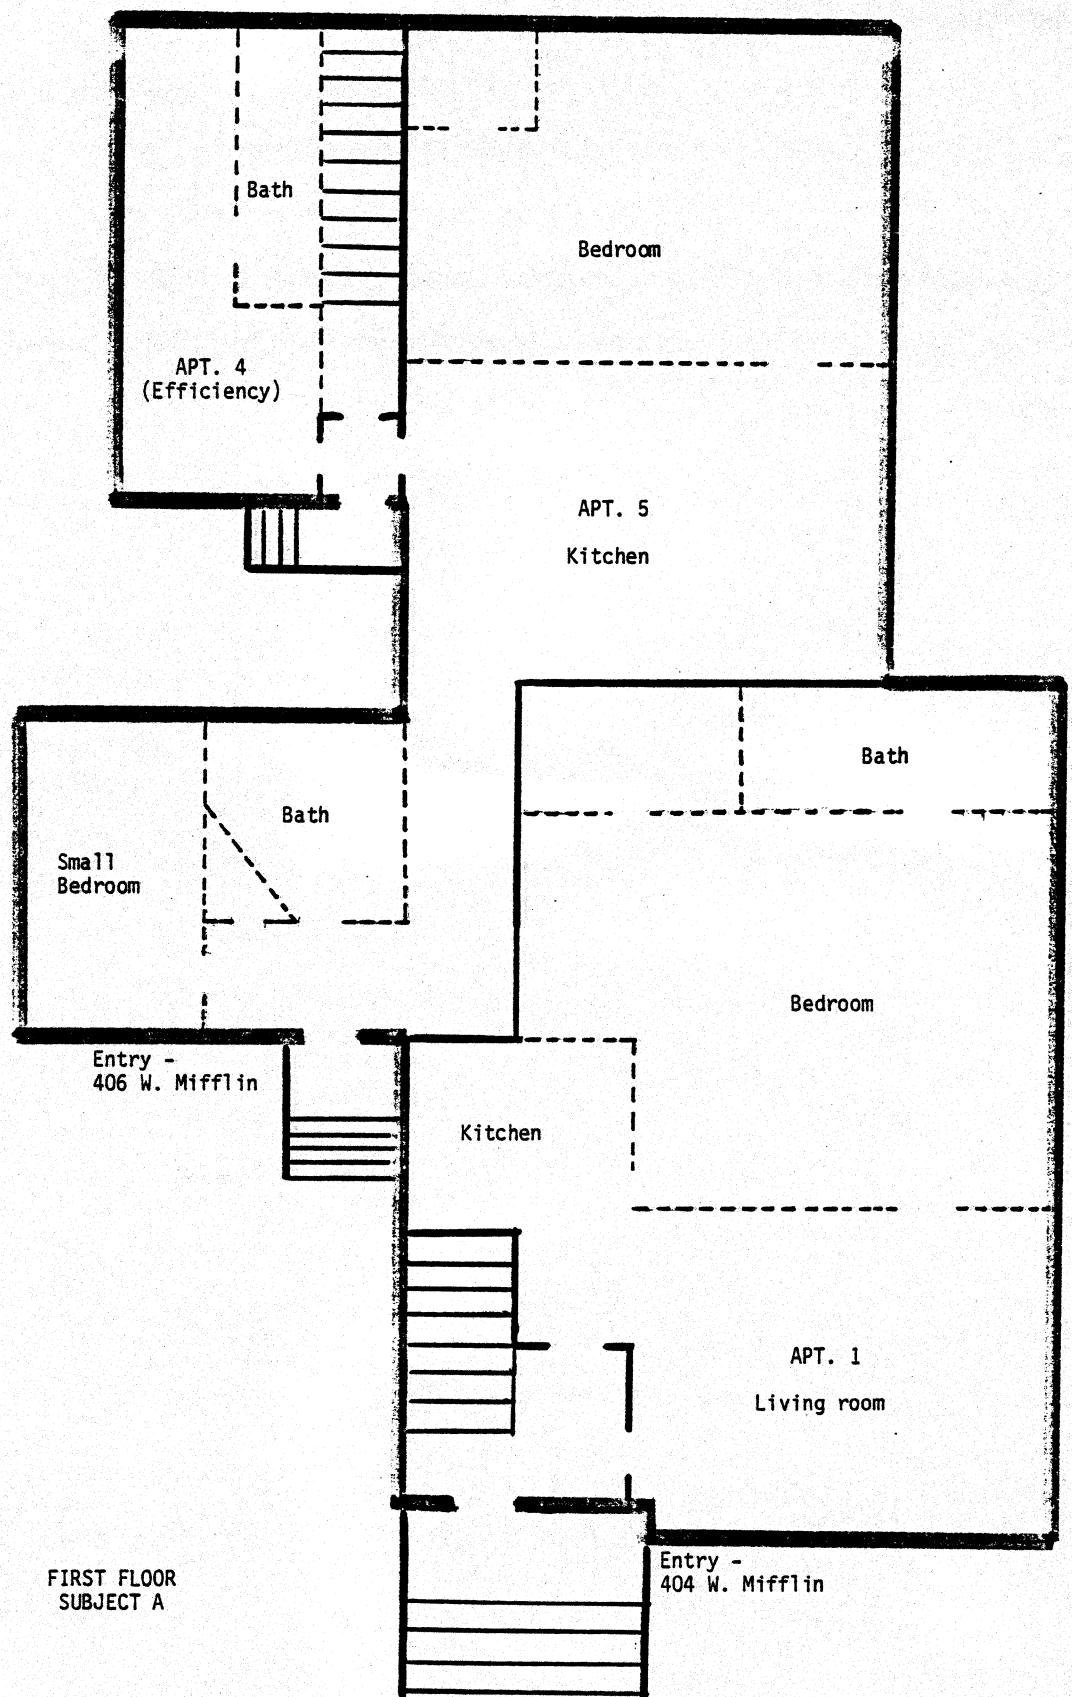 Bath
Bedroom
APT. 4
(Efficiency)
APT. 5
Kitchen
Bath
Bath
Small
Bedroom
Bedroom
Entry -
406 W. Mifflin
Kitchen
APT. 1
Living room
Entry -
404 W. Mifflin
FIRST FLOOR
SUBJECT A